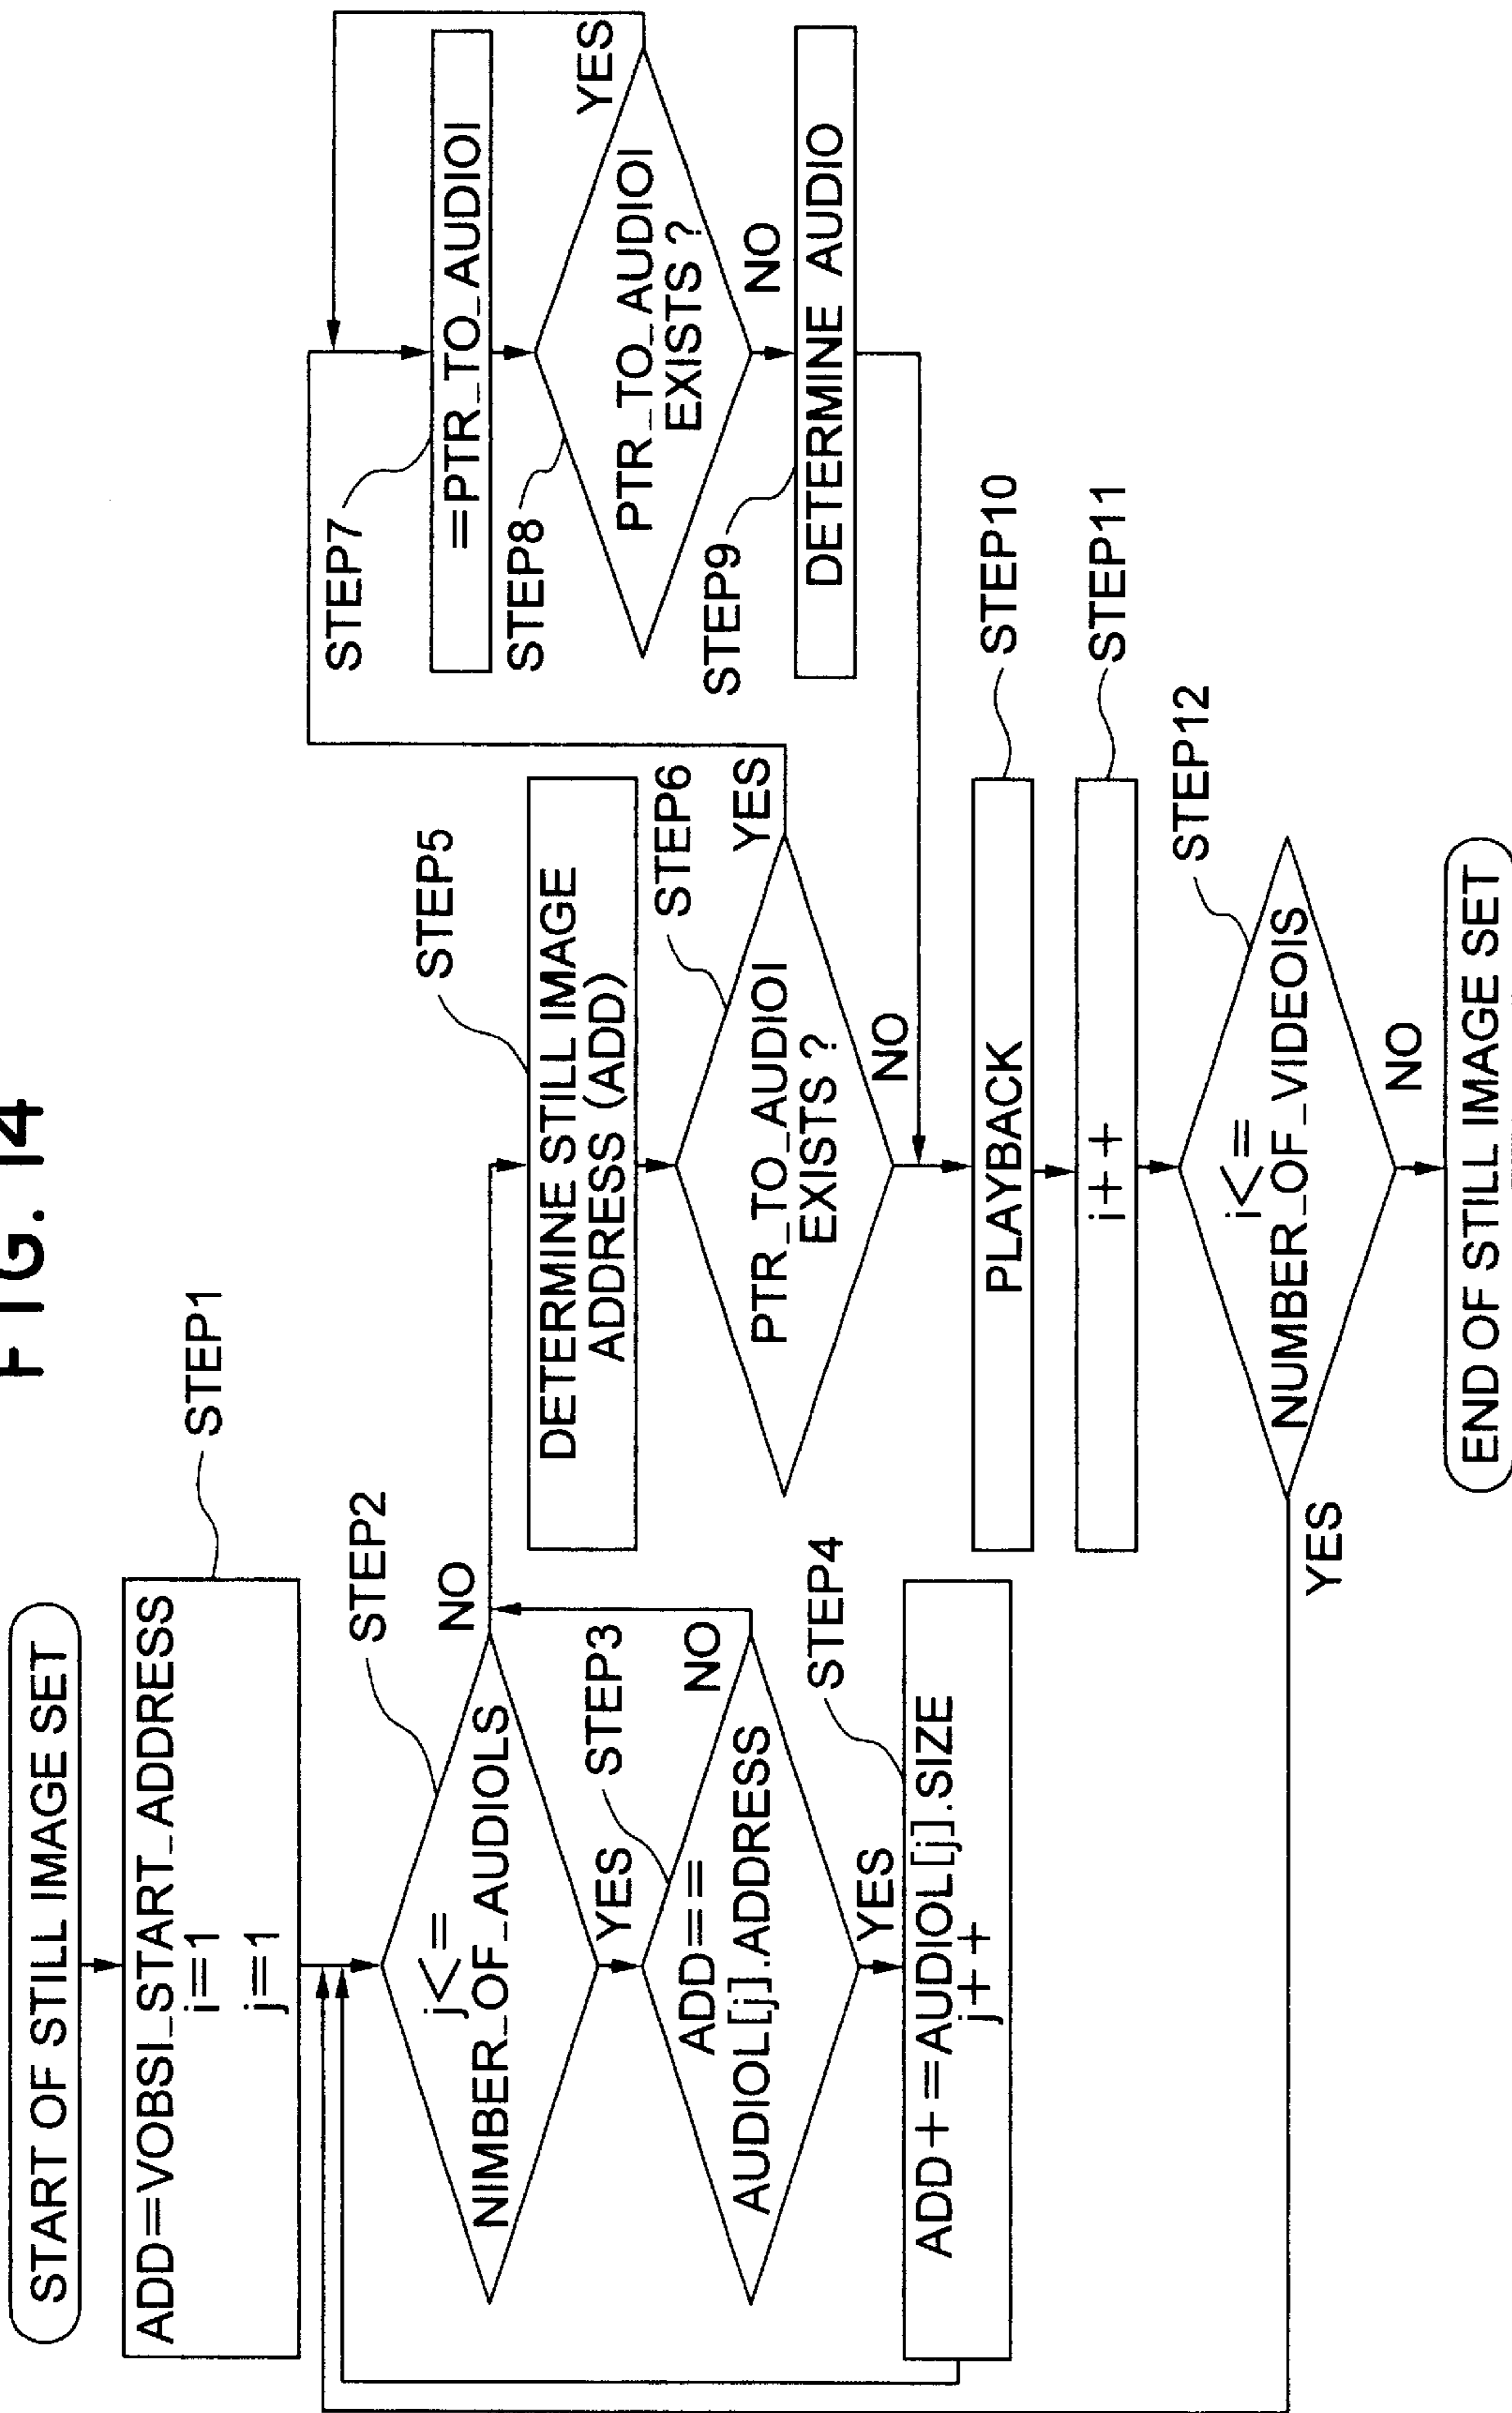 FIG. 14
START OF STILL IMAGE SET
STEP1
ADD=VOBSI_START_ADDRESS
i=1
j=1
STEP2
j<=
NIMBER_OF_AUDIOLS
NO
YES
STEP3
ADD==
AUDIOL[j].ADDRESS
NO
YES
STEP4
ADD+=AUDIOL[j].SIZE
j++
STEP5
DETERMINE STILL IMAGE
ADDRESS (ADD)
STEP6
PTR_TO_AUDIOI
EXISTS ?
YES
NO
STEP7
=PTR_TO_AUDIOI
STEP8
PTR_TO_AUDIOI
EXISTS ?
YES
NO
STEP9
DETERMINE AUDIO
STEP10
PLAYBACK
STEP11
i++
STEP12
i<=
NUMBER_OF_VIDEOIS
YES
NO
END OF STILL IMAGE SET